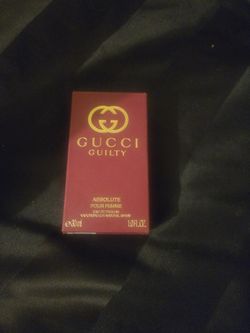 GUCCI
GUILTY
ABSOLUTE
POUR FEMME
EAU DE PARFUM
℮30ml 1.0FL.OZ.